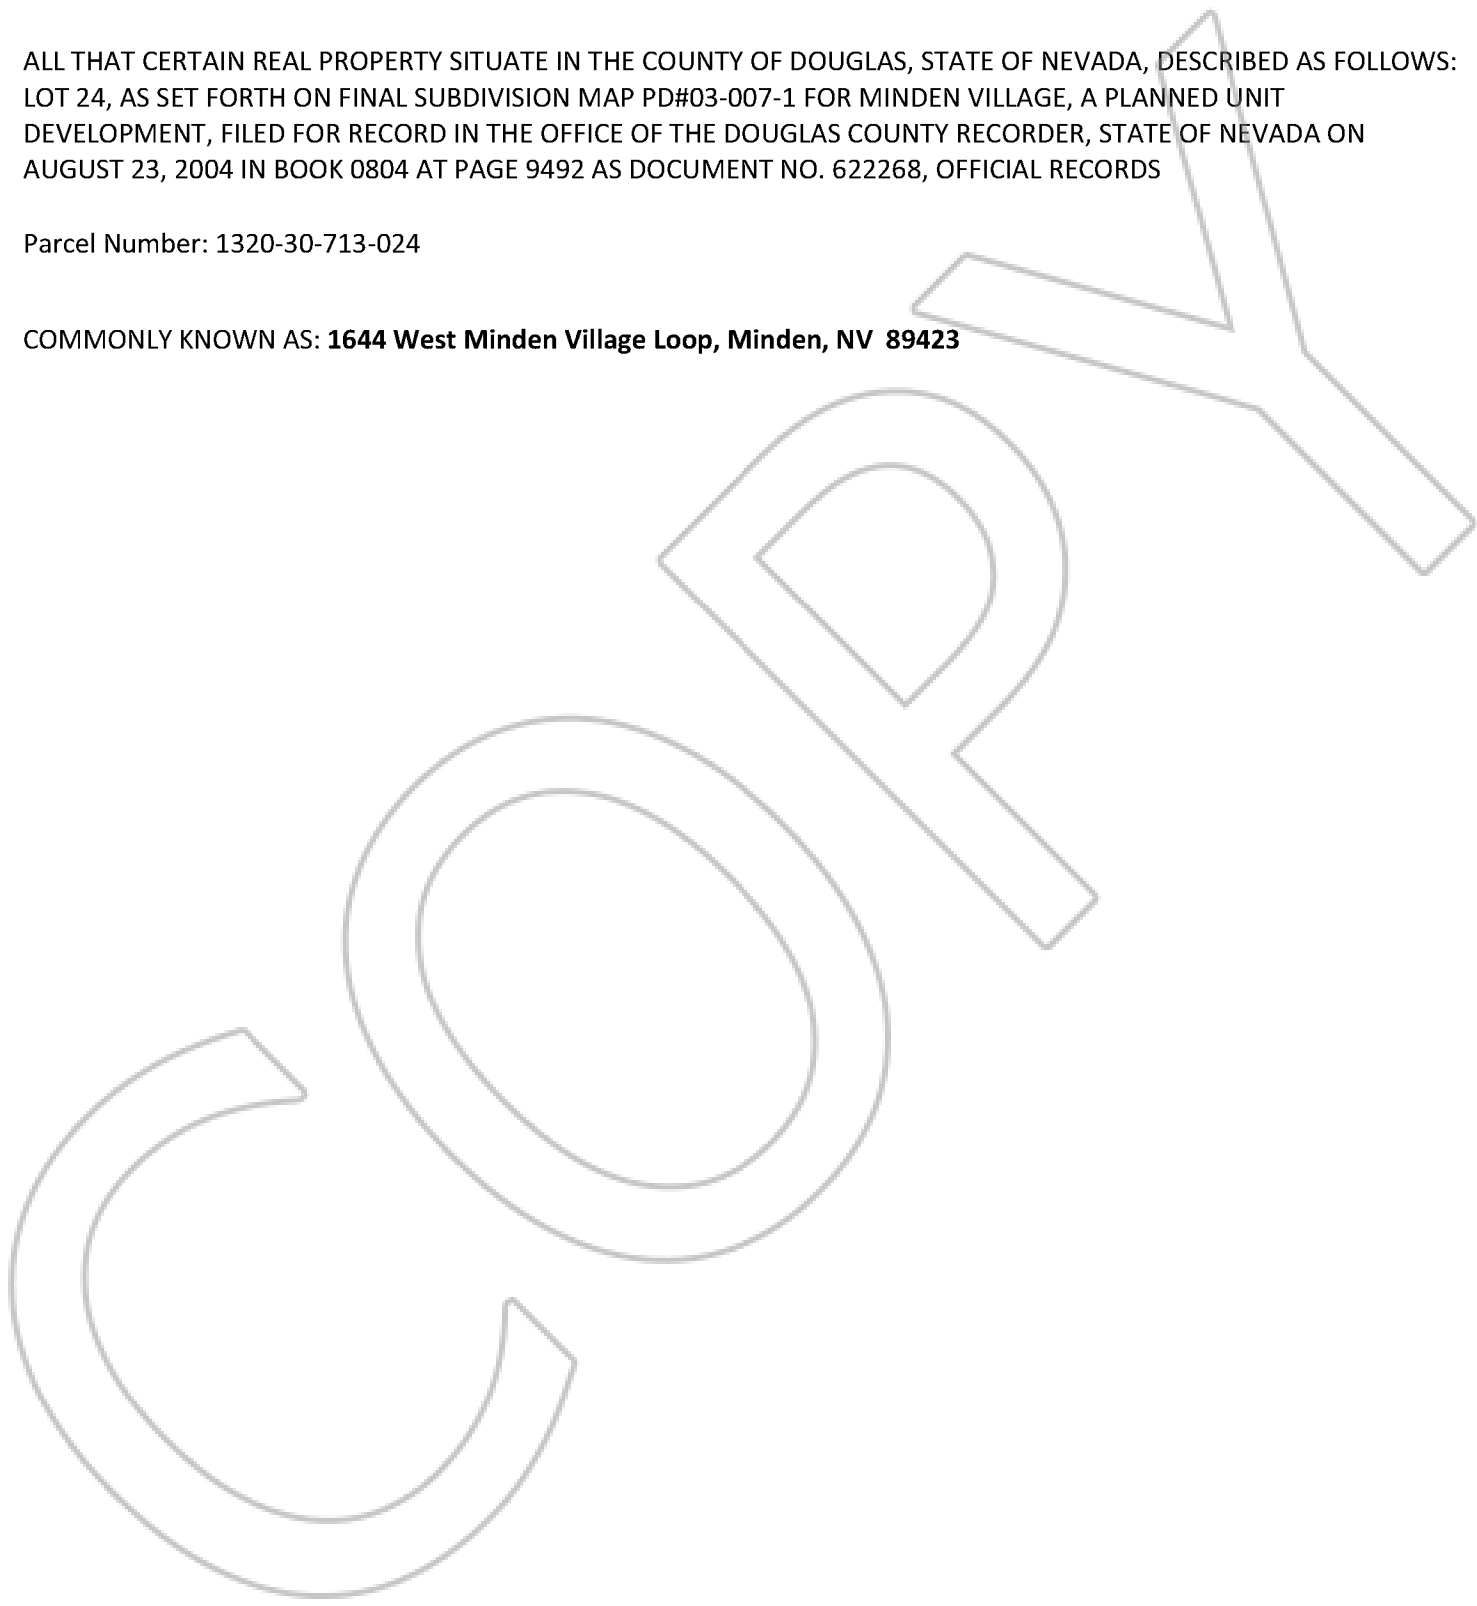 ALL THAT CERTAIN REAL PROPERTY SITUATE IN THE COUNTY OF DOUGLAS, STATE OF NEVADA, DESCRIBED AS FOLLOWS:
LOT 24, AS SET FORTH ON FINAL SUBDIVISION MAP PD#03-007-1 FOR MINDEN VILLAGE, A PLANNED UNIT
DEVELOPMENT, FILED FOR RECORD IN THE OFFICE OF THE DOUGLAS COUNTY RECORDER, STATE OF NEVADA ON
AUGUST 23, 2004 IN BOOK 0804 AT PAGE 9492 AS DOCUMENT NO. 622268, OFFICIAL RECORDS
Parcel Number: 1320-30-713-024
COMMONLY KNOWN AS: 1644 West Minden Village Loop, Minden, NV  89423
COPY